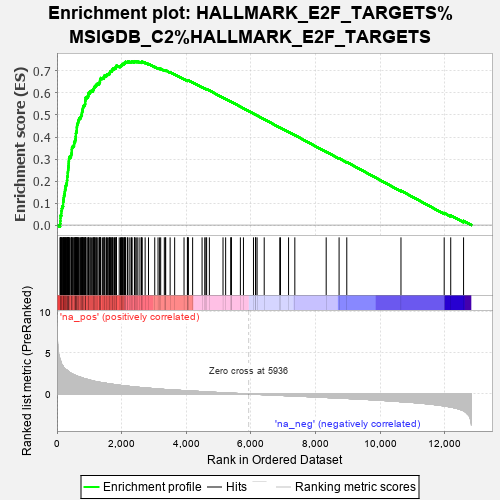 Enrichment plot: HALLMARK_E2F_TARGETS%
MSIGDB_C2%HALLMARK_E2F_TARGETS
Enrichment score (ES)
0.7
0.6
0.5
0.4
0.3
0.2
0.1
0.0
'na_pos' (positively correlated)
Ranked list metric (PreRanked)
10
5
0
Zero cross at 5936
'na_neg' (negatively correlated)
0
2,000
4,000
6,000
8,000
10,000
12,000
Rank in Ordered Dataset
Enrichment profile
Hits
Ranking metric scores